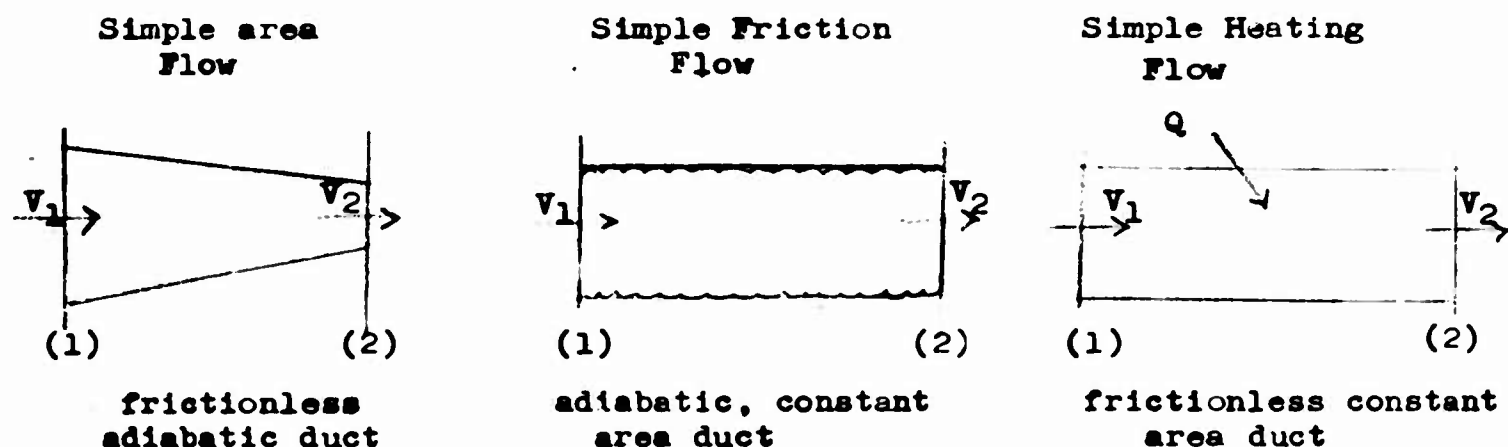 Simple area
Flow
V1
V2
(1)
(2)
frictionless
adiabatic duct
Simple Friction
Flow
V1
V2
(1)
(2)
adiabatic, constant
area duct
Simple Heating
Flow
Q
V1
V2
(1)
(2)
frictionless constant
area duct